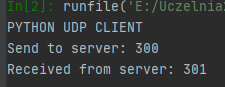 In[2]: runfile('E:/Uczelnia
PYTHON UDP CLIENT
Send to server: 300
Received from server: 301